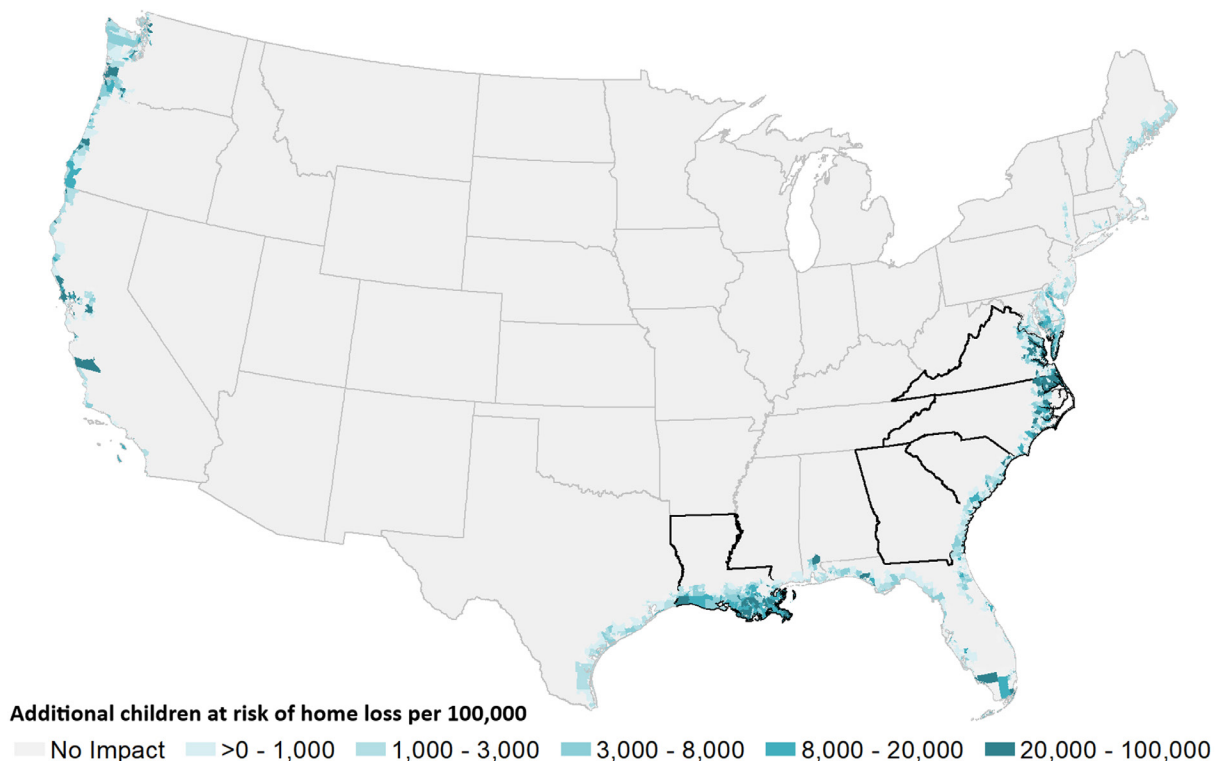 Additional children at risk of home loss per 100,000
No Impact >0 - 1,000 1,000 - 3,000 3,000 - 8,000 8,000 - 20,000 20,000 - 100,000